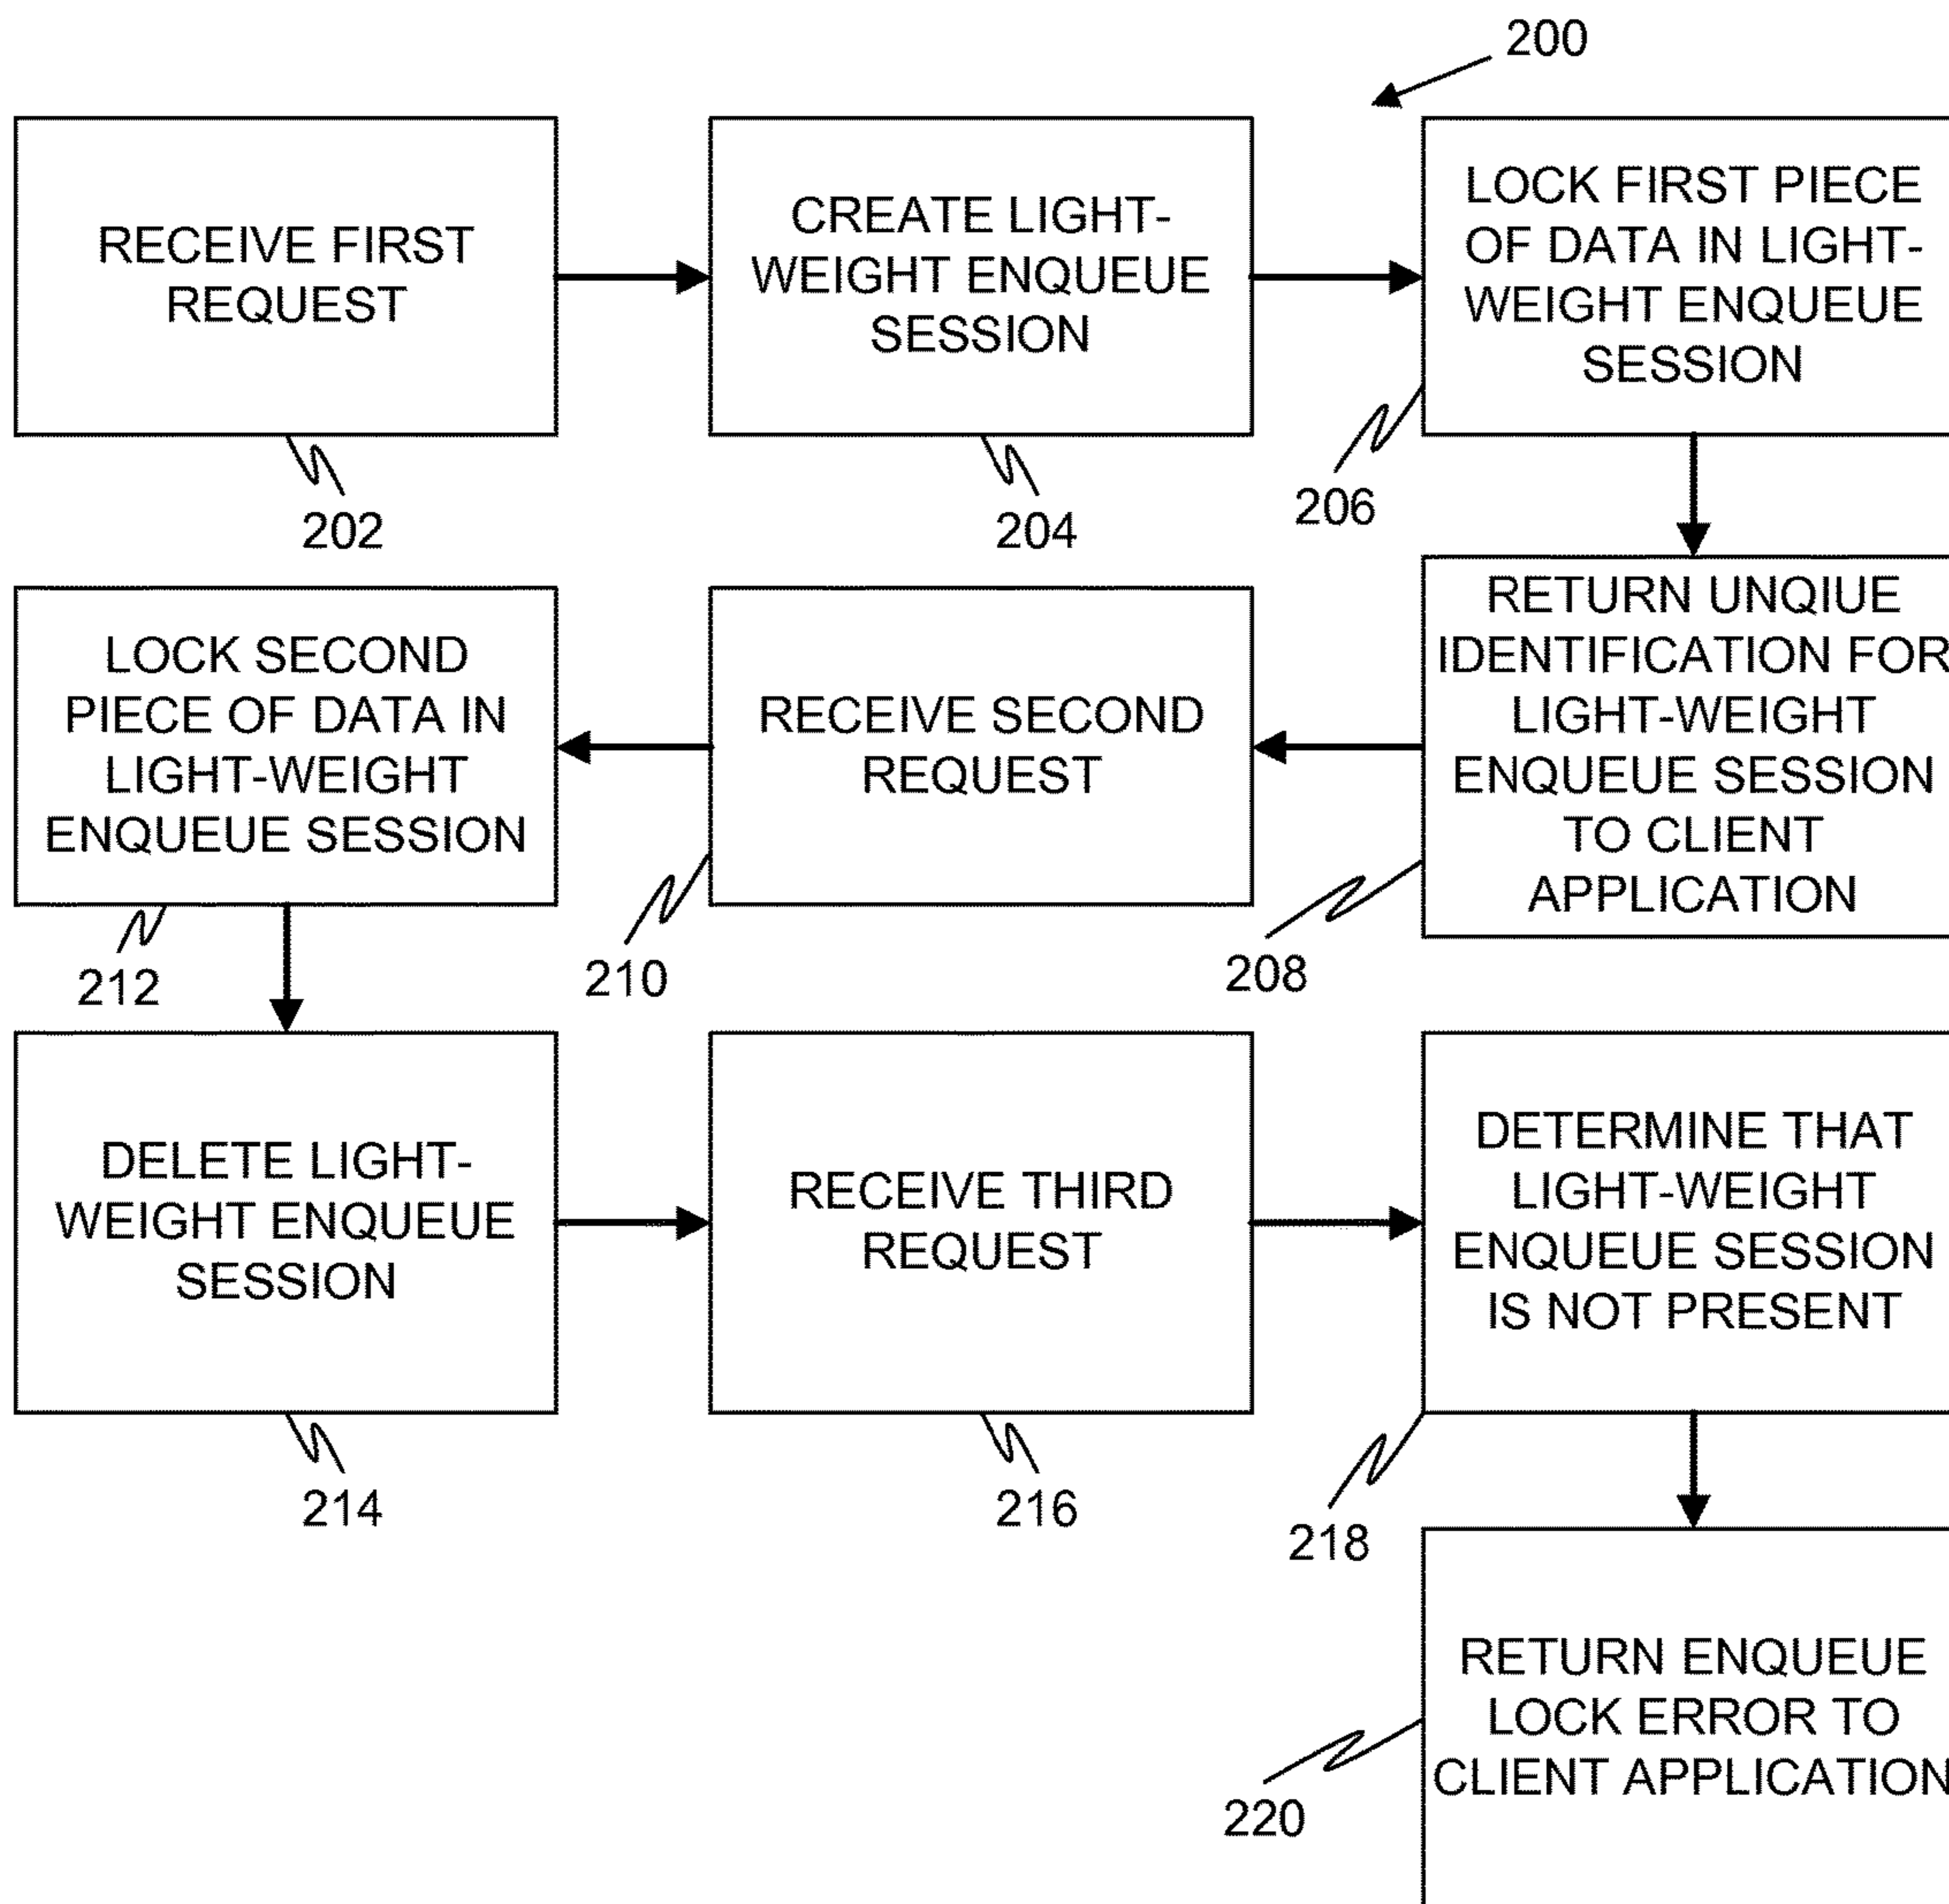 200
RECEIVE FIRST
REQUEST
202
CREATE LIGHT-
WEIGHT ENQUEUE
SESSION
204
LOCK FIRST PIECE
OF DATA IN LIGHT-
WEIGHT ENQUEUE
SESSION
206
RETURN UNQIUE
IDENTIFICATION FOR
LIGHT-WEIGHT
ENQUEUE SESSION
TO CLIENT
APPLICATION
208
RECEIVE SECOND
REQUEST
210
LOCK SECOND
PIECE OF DATA IN
LIGHT-WEIGHT
ENQUEUE SESSION
212
DELETE LIGHT-
WEIGHT ENQUEUE
SESSION
214
RECEIVE THIRD
REQUEST
216
DETERMINE THAT
LIGHT-WEIGHT
ENQUEUE SESSION
IS NOT PRESENT
218
RETURN ENQUEUE
LOCK ERROR TO
CLIENT APPLICATION
220